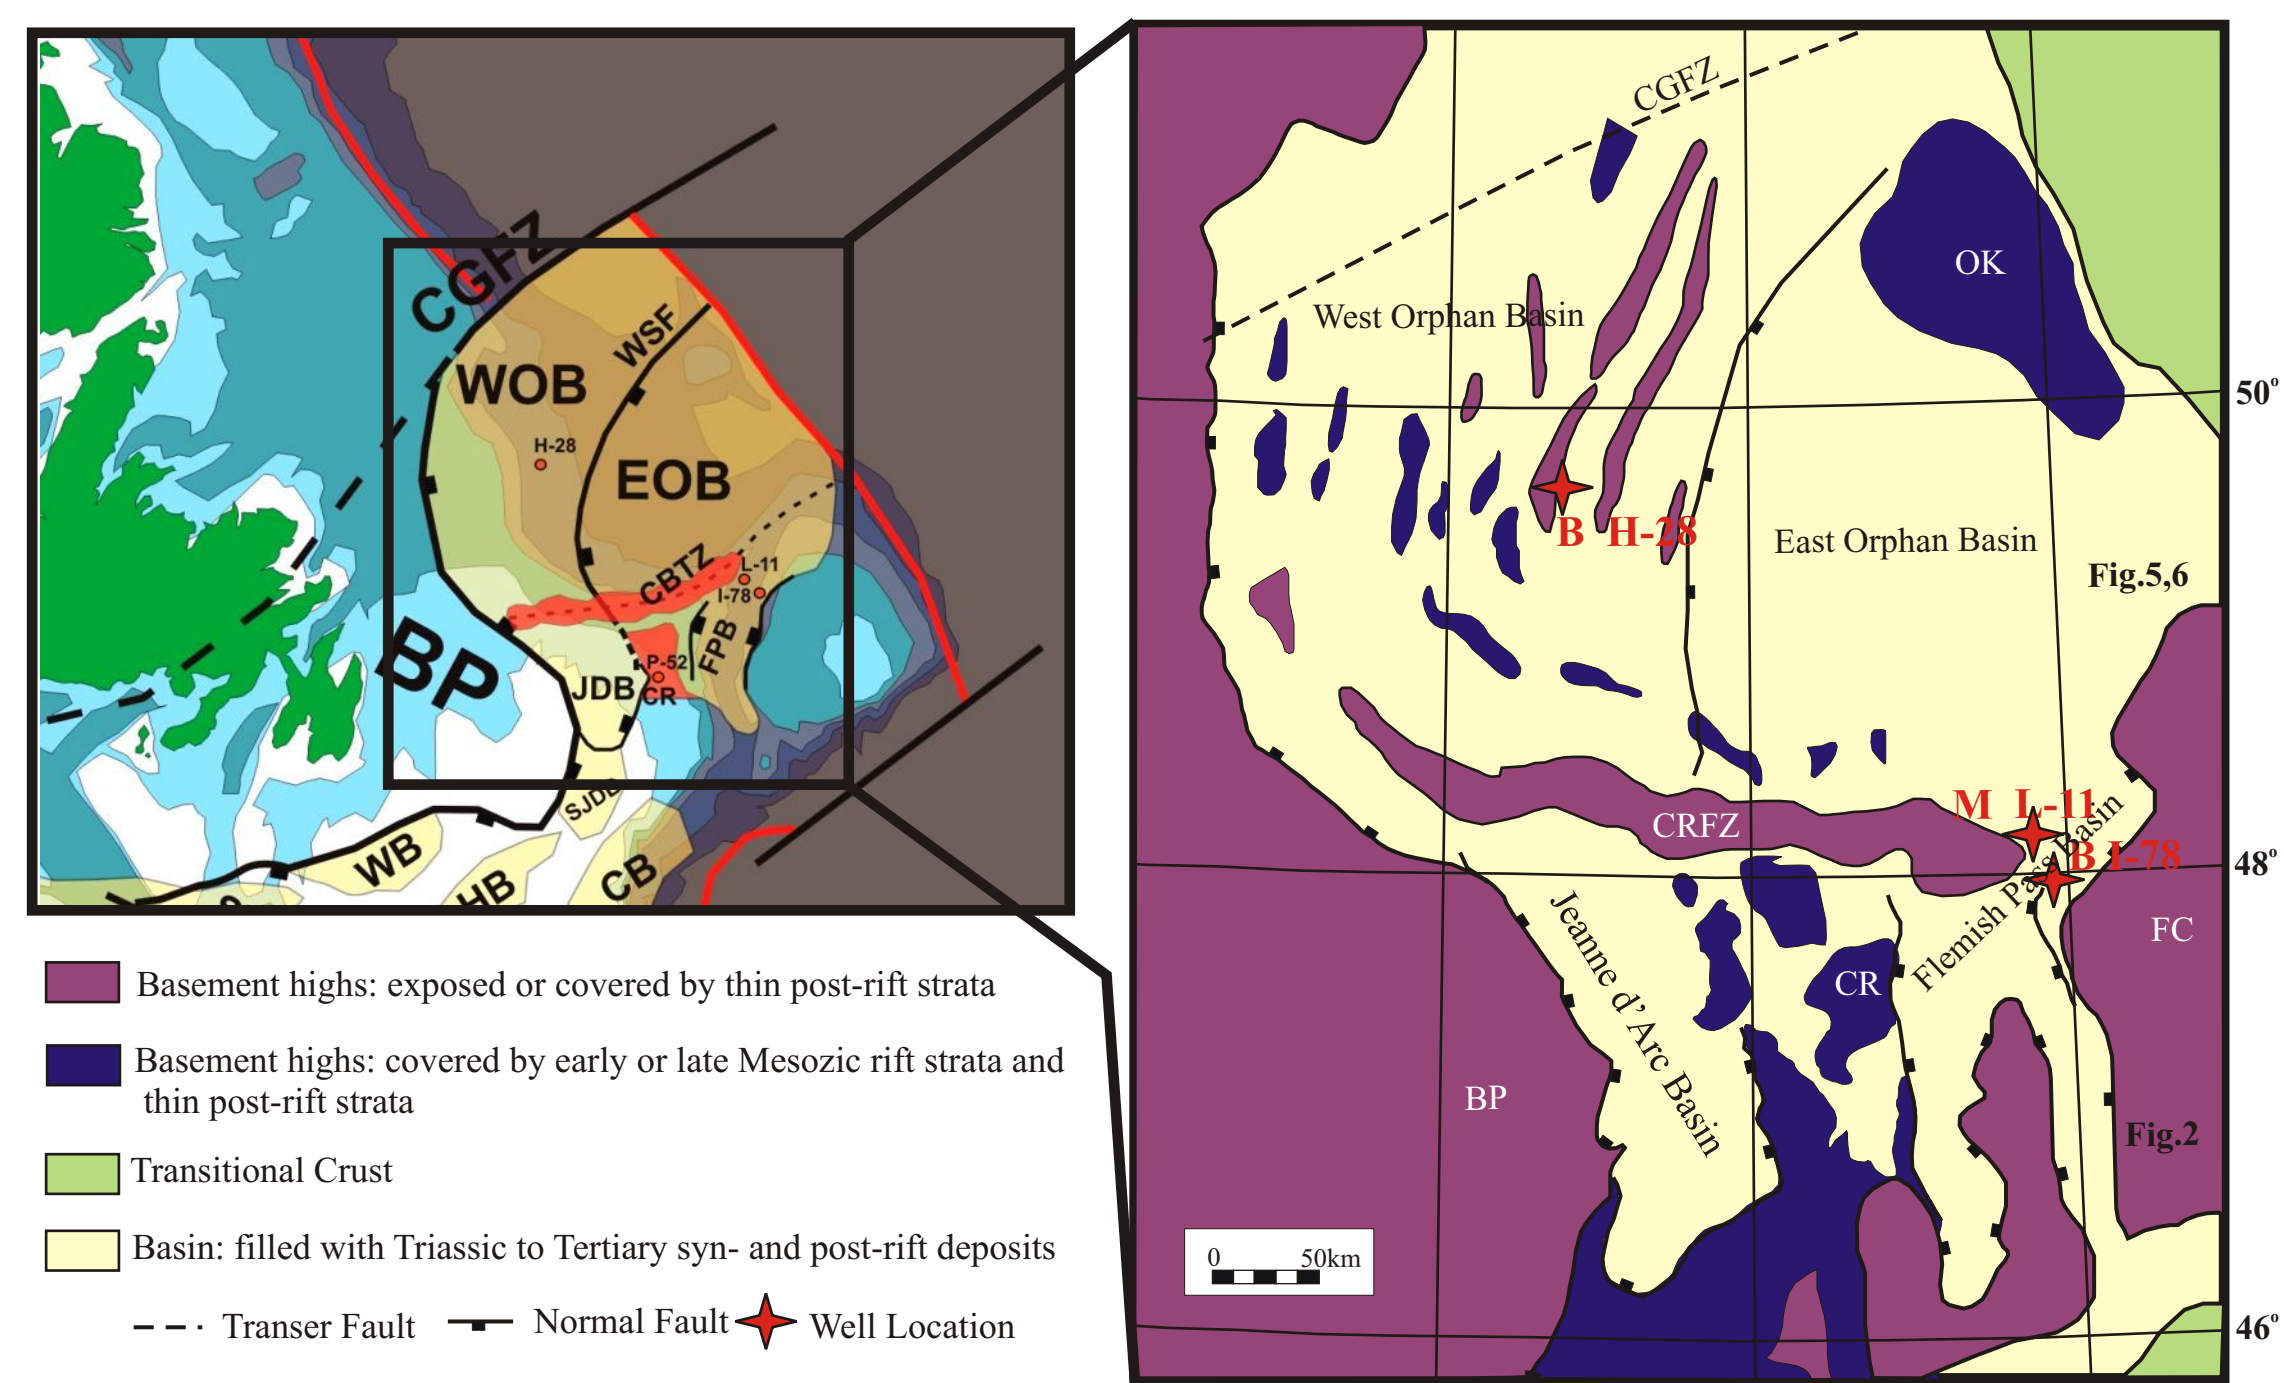 CGFZ
WSF
WOB
H-28
EOB
CBTZ
L-11
I-78
FPB
BP
P-52
JDB
CR
SJDB
WB
HB
CB
CGFZ
OK
West Orphan Basin
50°
B H-28
East Orphan Basin
Fig.5,6
M L-11
CRFZ
B I-78
48°
Flemish Pass Basin
FC
Jeanne d’ Arc Basin
CR
BP
Fig.2
0 50km
46°
Basement highs: exposed or covered by thin post-rift strata
Basement highs: covered by early or late Mesozic rift strata and
thin post-rift strata
Transitional Crust
Basin: filled with Triassic to Tertiary syn- and post-rift deposits
Transer Fault Normal Fault Well Location